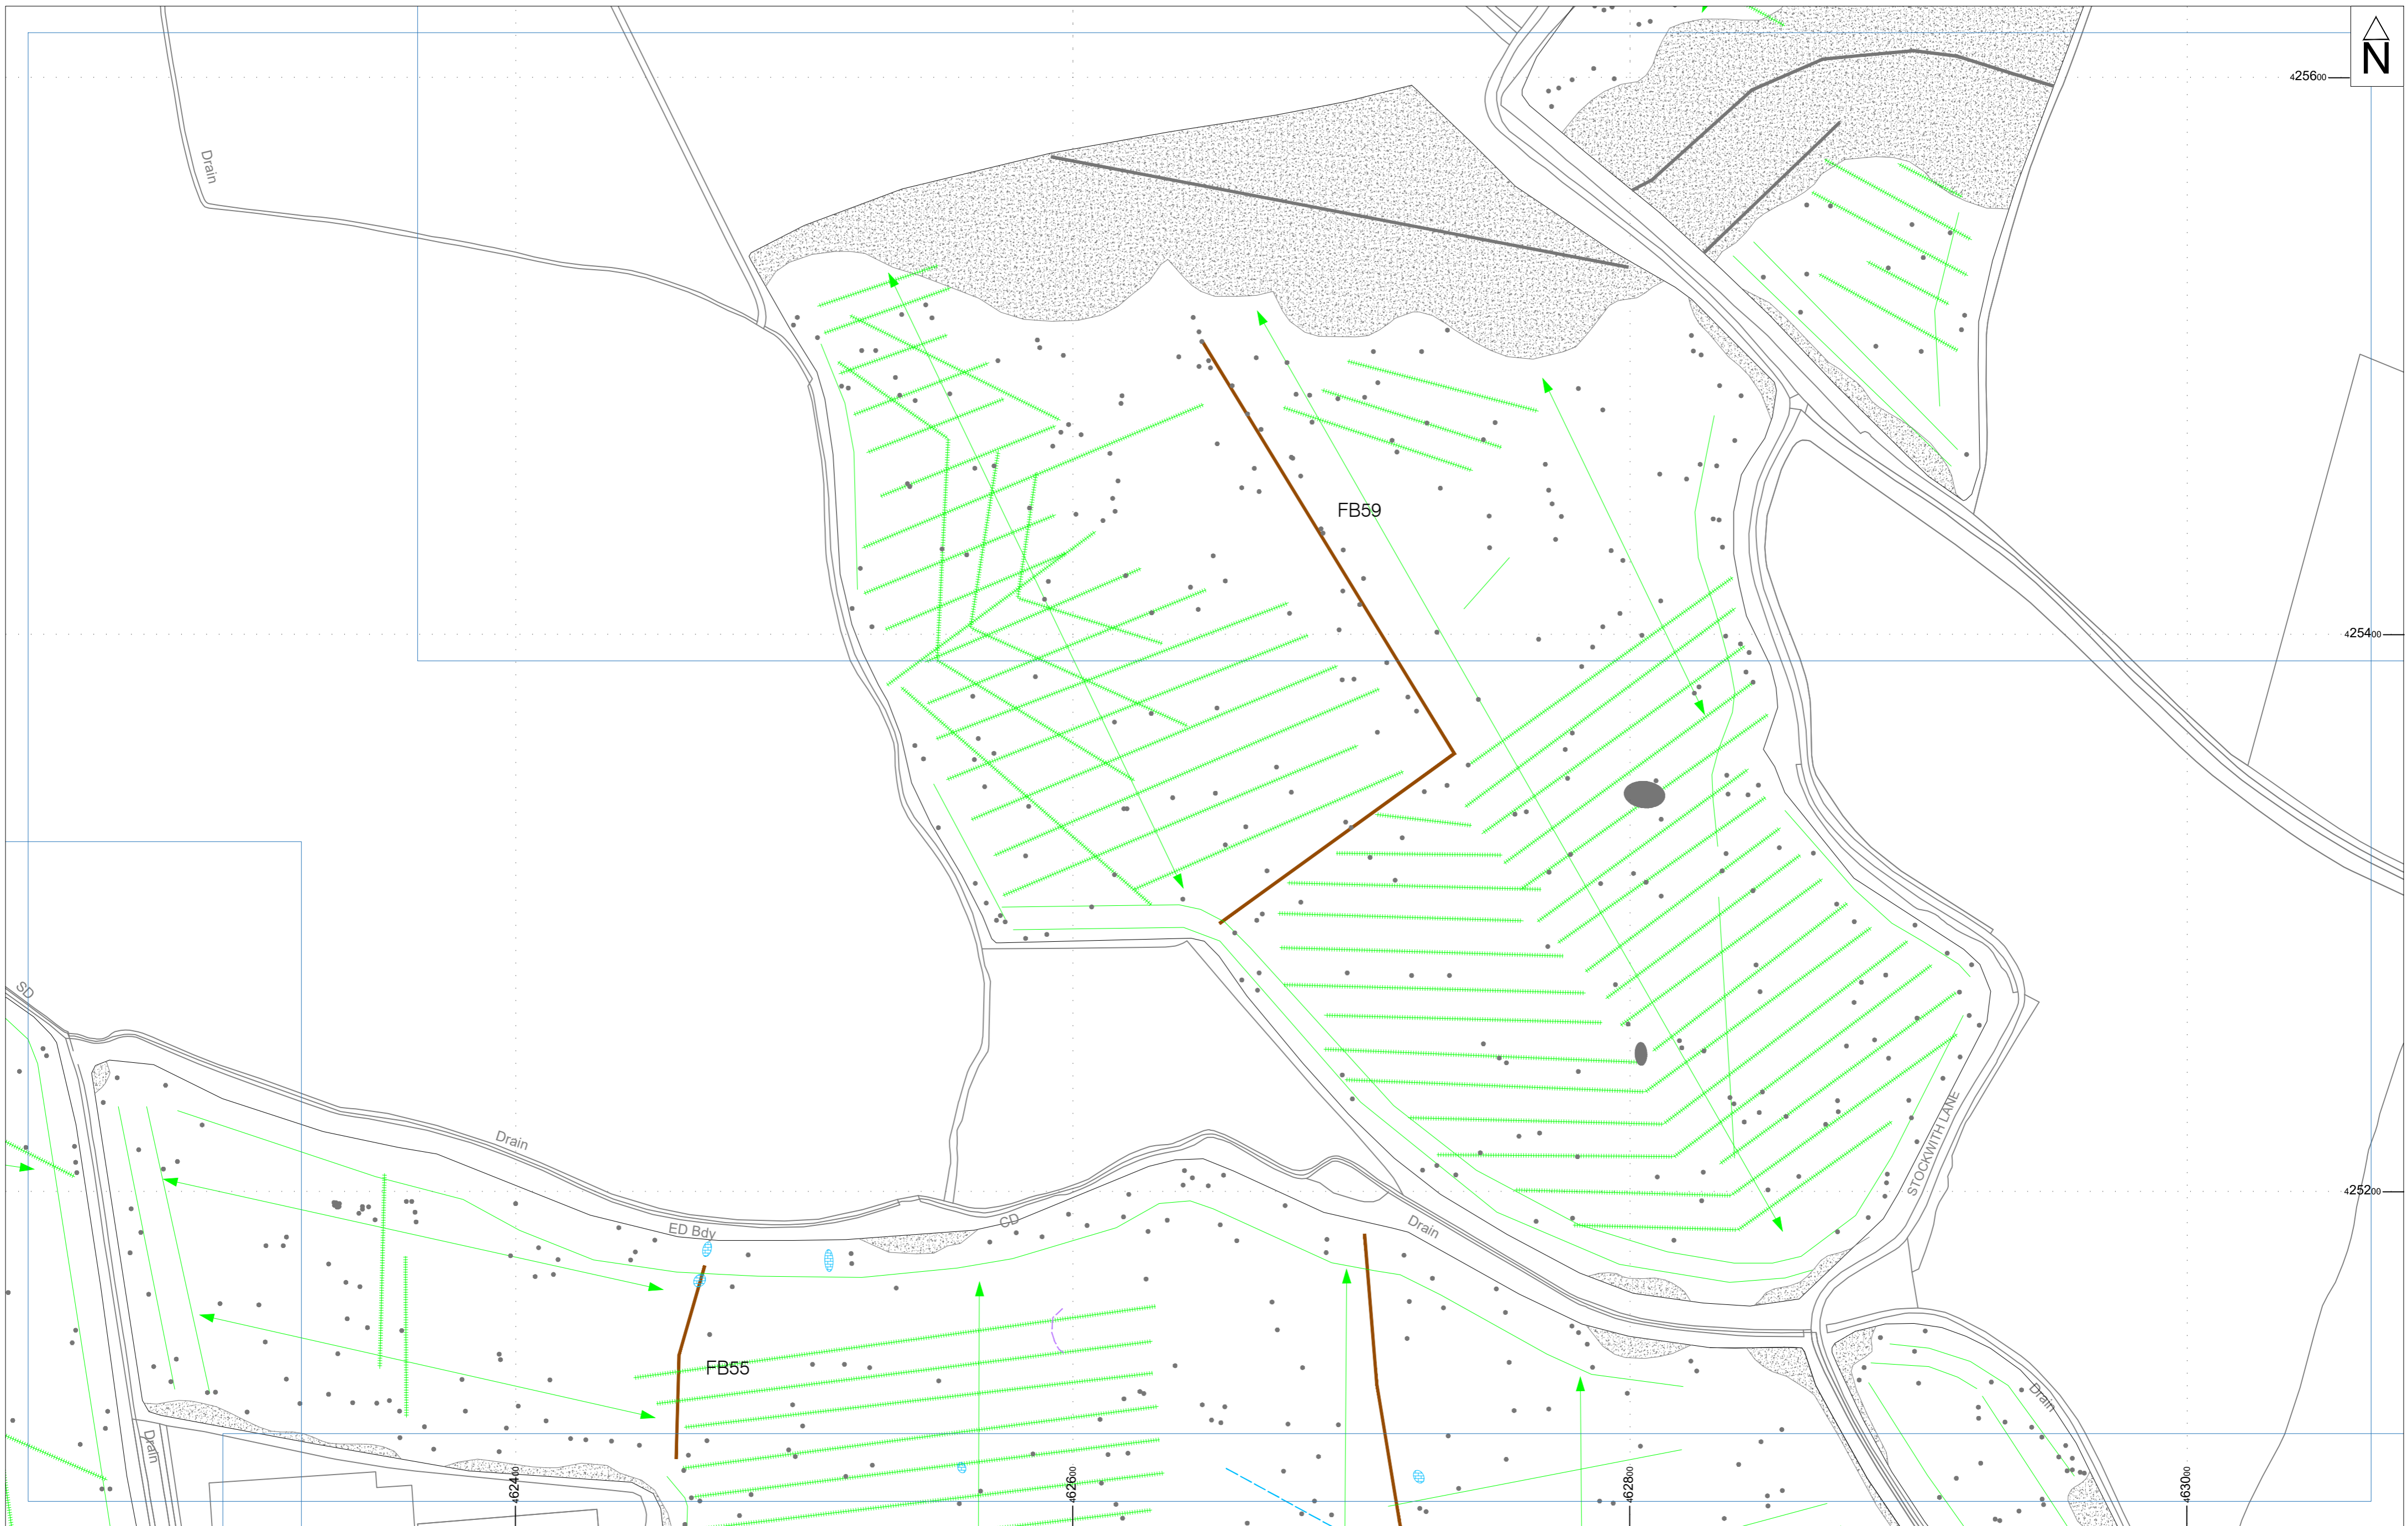 N
425600
Drain
FB59
425400
SD
STOCKWITH LANE
Drain
425200
ED Bdy
CD
Drain
FB55
Drain
Drain
462400
462600
462800
463000